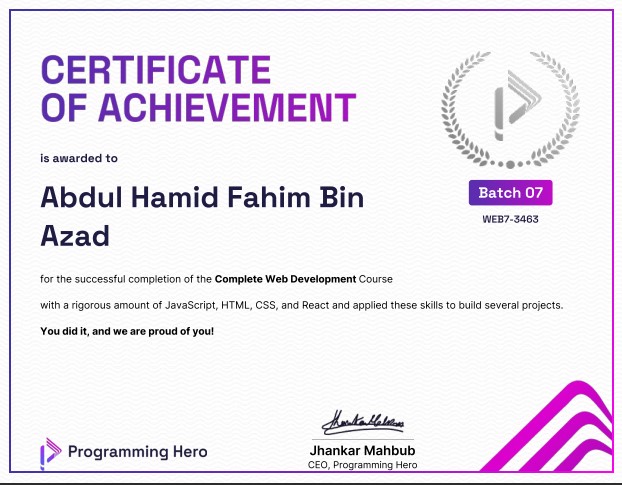 CERTIFICATE
OF ACHIEVEMENT
is awarded to
Abdul Hamid Fahim Bin
Azad
Batch 07
WEB7-3463
for the successful completion of the Complete Web Development Course
with a rigorous amount of JavaScript, HTML, CSS, and React and applied these skills to build several projects.
You did it, and we are proud of you!
Programming Hero
Jhankar Mahbub
CEO, Programming Hero